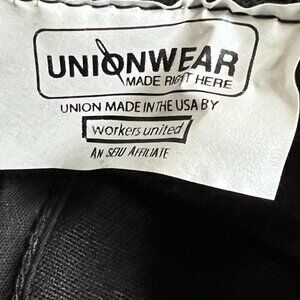 UNIONWEAR
MADE RIGHT HERE
UNION MADE IN THE USA BY
workers united
AN SEIU AFFILIATE